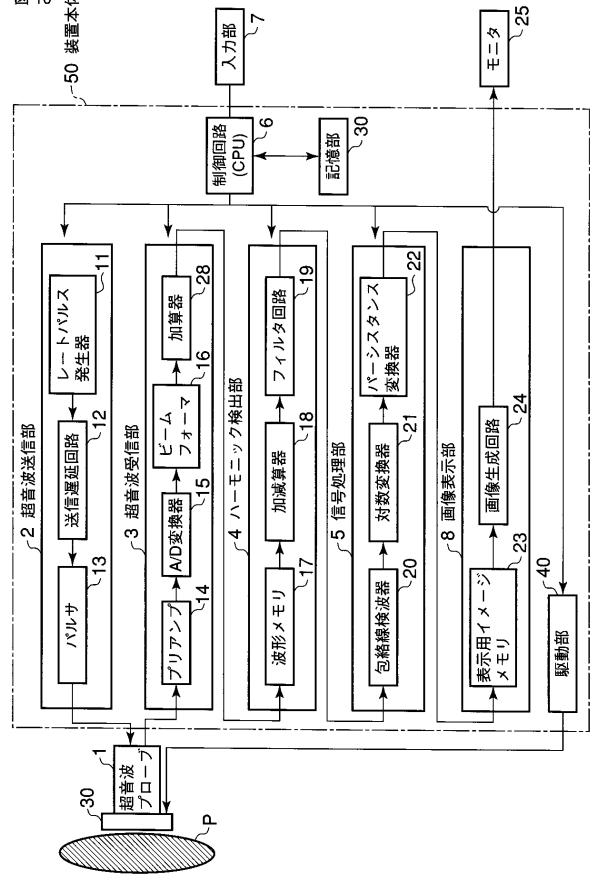 50 装置本体
2 超音波送信部
パルサ
13
送信遅延回路
12
レートパルス
発生器
11
3 超音波受信部
プリアンプ
14
A/D変換器
15
ビーム
フォーマ
16
加算器
28
4 ハーモニック検出部
波形メモリ
17
加減算器
18
フィルタ回路
19
5 信号処理部
包絡線検波器
20
対数変換器
21
パーシスタンス
変換器
22
8 画像表示部
表示用イメージ
メモリ
23
画像生成回路
24
駆動部
40
制御回路
(CPU)
6
記憶部
30
入力部
7
モニタ
25
30
超音波
プローブ
1
P